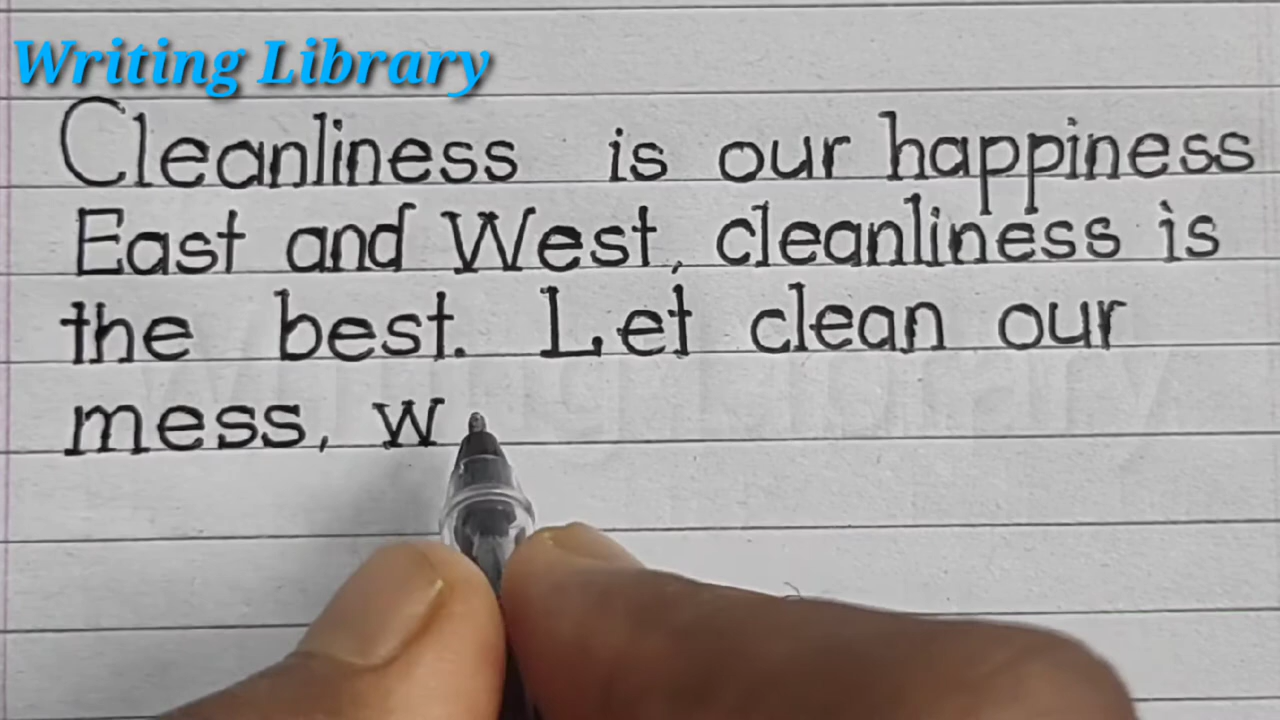 Writing Library
Cleanliness is our happiness
East and West, cleanliness is
the best. Let clean our
mess, w